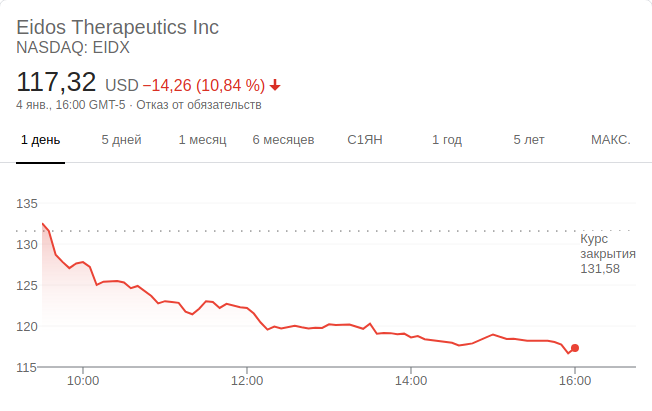 Eidos Therapeutics Inc
NASDAQ: EIDX
117,32 USD −14,26 (10,84 %)
4 янв., 16:00 GMT-5 · Отказ от обязательств
1 день 5 дней 1 месяц 6 месяцев С1ЯН 1 год 5 лет МАКС.
135
130
125
120
115
Курс
закрытия
131,58
10:00 12:00 14:00 16:00